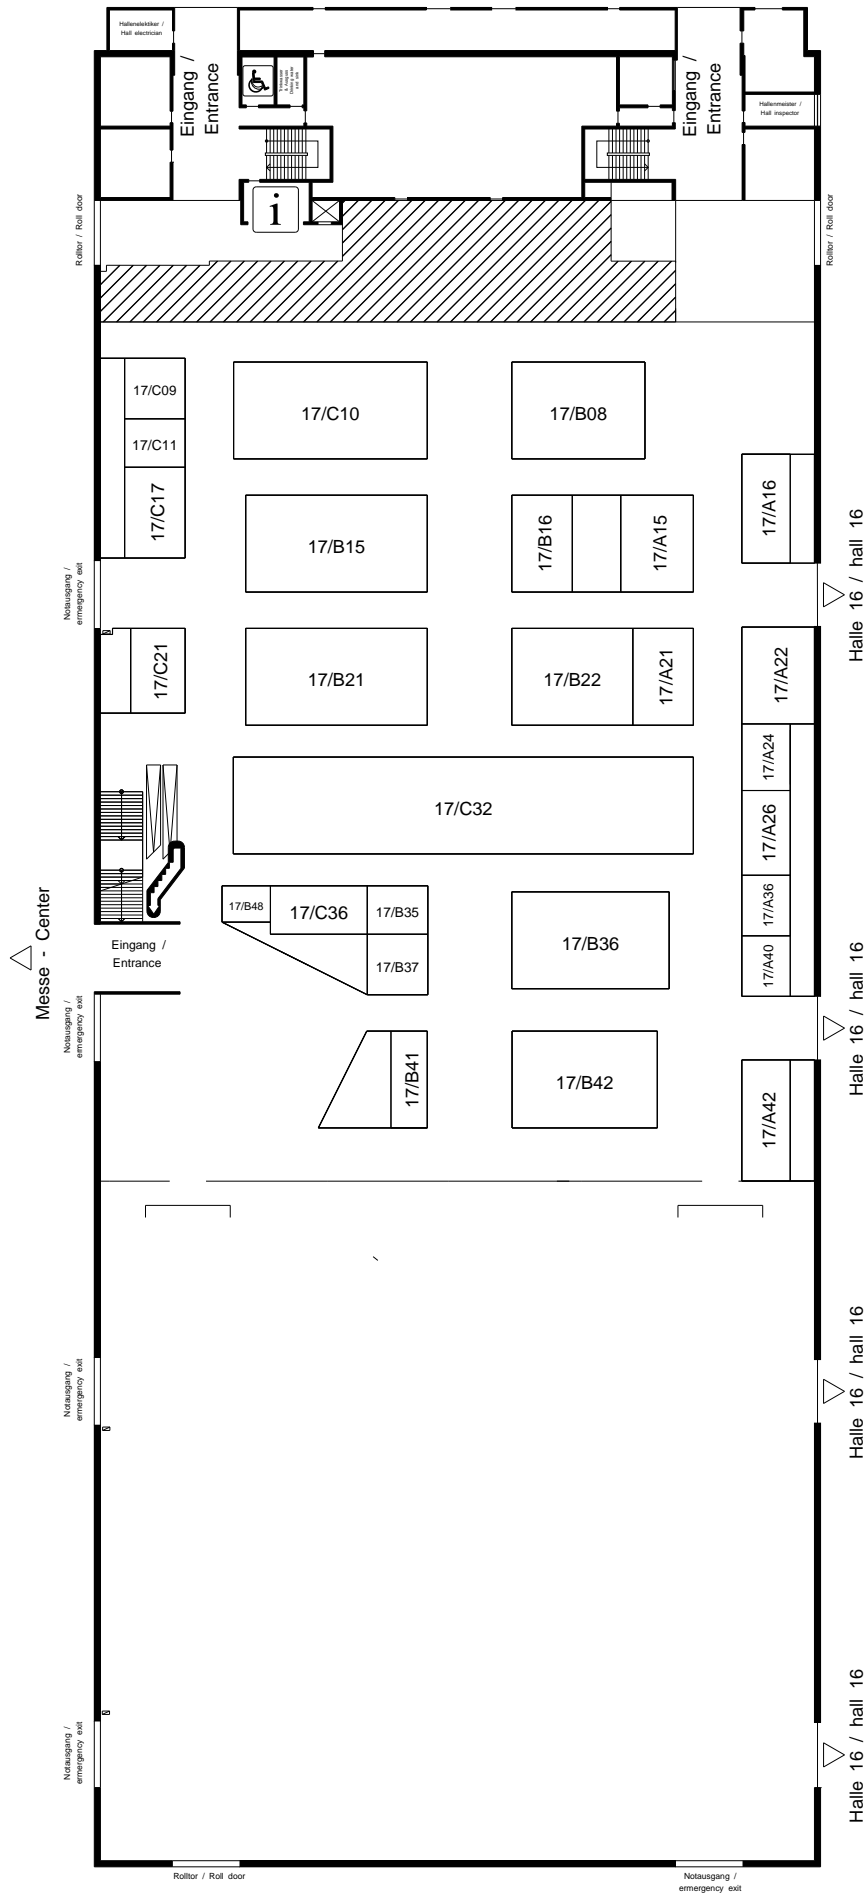 Hallenelektiker /
Hall electrician
Eingang /
Entrance
Eingang /
Entrance
Hallenmeister /
Hall inspector
i
Rolltor / Roll door
Rolltor / Roll door
17/C09
17/C10
17/B08
17/C11
17/C17
17/B15
17/B16
17/A15
17/A16
Notausgang /
ermergency exit
Halle 16 / hall 16
17/C21
17/B21
17/B22
17/A21
17/A22
17/A24
17/C32
17/A26
17/B48
17/C36
17/B35
17/A36
Messe - Center
Eingang /
Entrance
17/B37
17/B36
17/A40
Notausgang /
ermergency exit
Halle 16 / hall 16
17/B41
17/B42
17/A42
Notausgang /
ermergency exit
Halle 16 / hall 16
Notausgang /
ermergency exit
Halle 16 / hall 16
Rolltor / Roll door
Notausgang /
ermergency exit